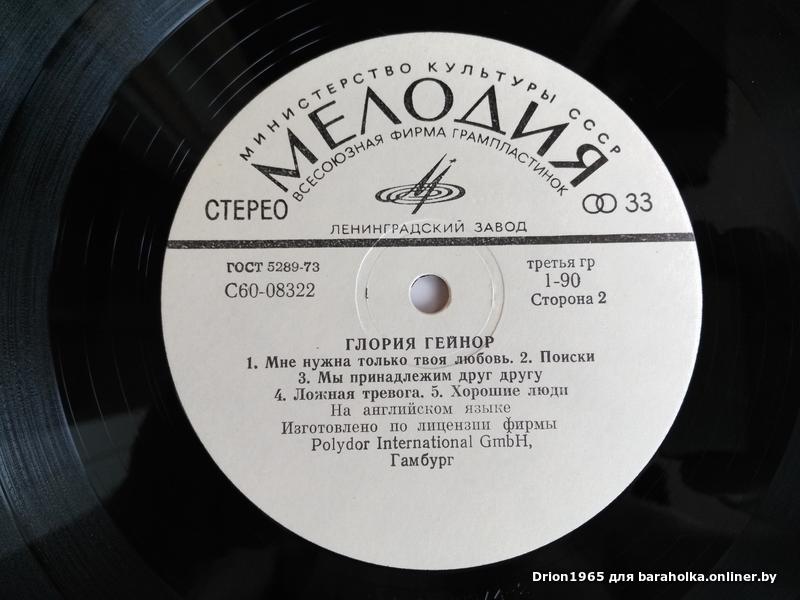 МИНИСТЕРСТВО КУЛЬТУРЫ СССР
МЕЛОДИЯ
ВСЕСОЮЗНАЯ ФИРМА ГРАМПЛАСТИНОК
СТЕРЕО
33
ЛЕНИНГРАДСКИЙ ЗАВОД
ГОСТ 5289-73
третья гр
С60-08322
1-90
Сторона 2
ГЛОРИЯ ГЕЙНОР
1. Мне нужна только твоя любовь. 2. Поиски
3. Мы принадлежим друг другу
4. Ложная тревога. 5. Хорошие люди
На английском языке
Изготовлено по лицензии фирмы
Polydor International GmbH,
Гамбург
Drion1965 для baraholka.onliner.by